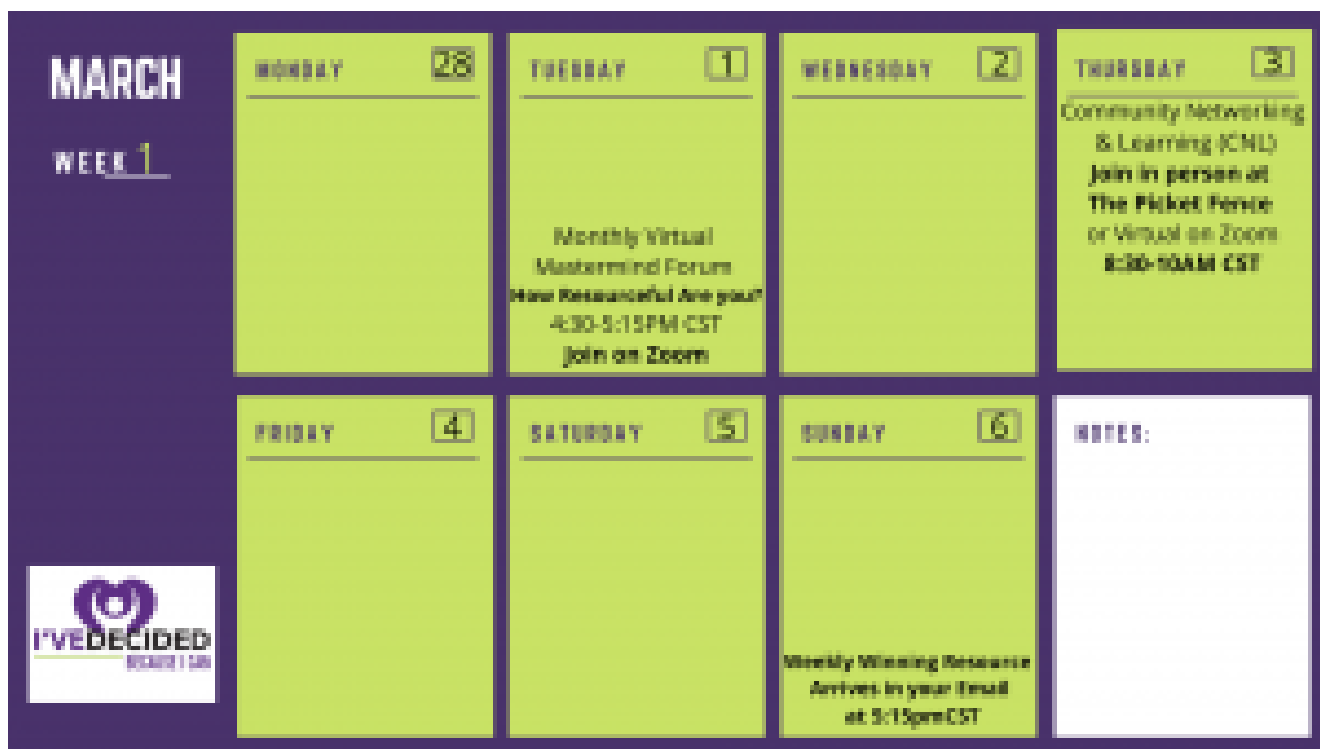 MARCH
WEEK 1
MONDAY 28
TUESDAY 1
Monthly Virtual
Mastermind Forum
How Resourceful Are you?
4:30-5:15PM CST
Join on Zoom
WEDNESDAY 2
THURSDAY 3
Community Networking
& Learning (CNL)
Join in person at
The Picket Fence
or Virtual on Zoom
8:30-10AM CST
FRIDAY 4
SATURDAY 5
SUNDAY 6
Weekly Winning Resource
Arrives in your Email
at 5:15pmCST
NOTES:
I'VEDECIDED
BECAUSE I CAN